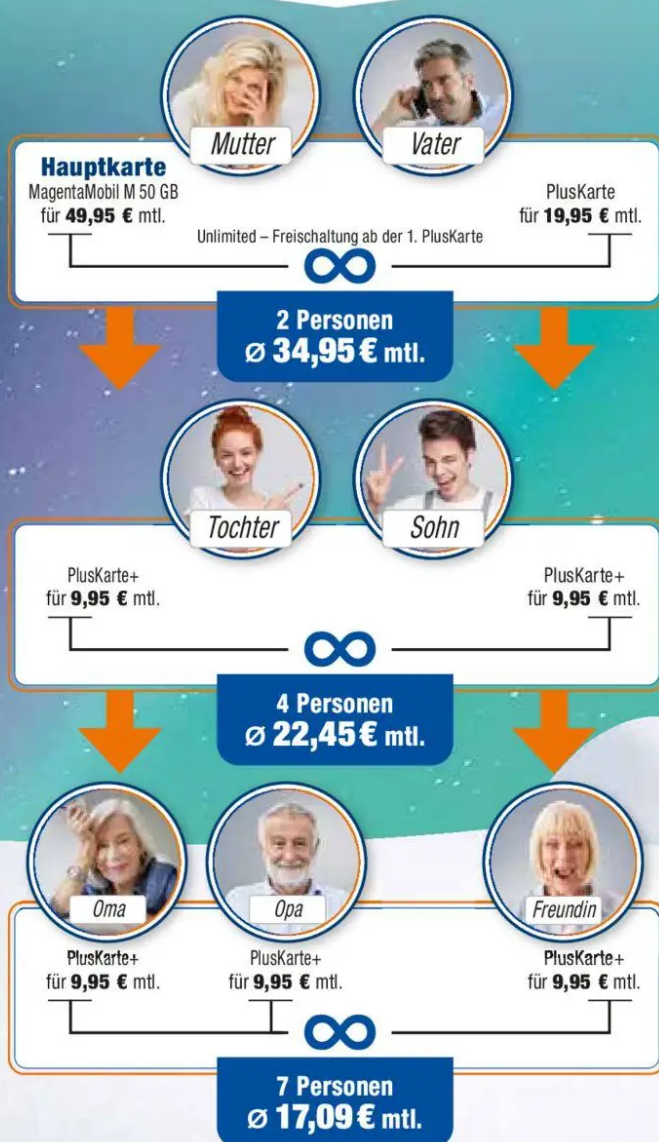 Mutter
Vater
Hauptkarte
MagentaMobil M 50 GB
für 49,95 € mtl.
PlusKarte
für 19,95 € mtl.
Unlimited – Freischaltung ab der 1. PlusKarte
2 Personen
Ø 34,95 € mtl.
Tochter
Sohn
PlusKarte+
für 9,95 € mtl.
PlusKarte+
für 9,95 € mtl.
4 Personen
Ø 22,45 € mtl.
Oma
Opa
Freundin
PlusKarte+
für 9,95 € mtl.
PlusKarte+
für 9,95 € mtl.
PlusKarte+
für 9,95 € mtl.
7 Personen
Ø 17,09 € mtl.